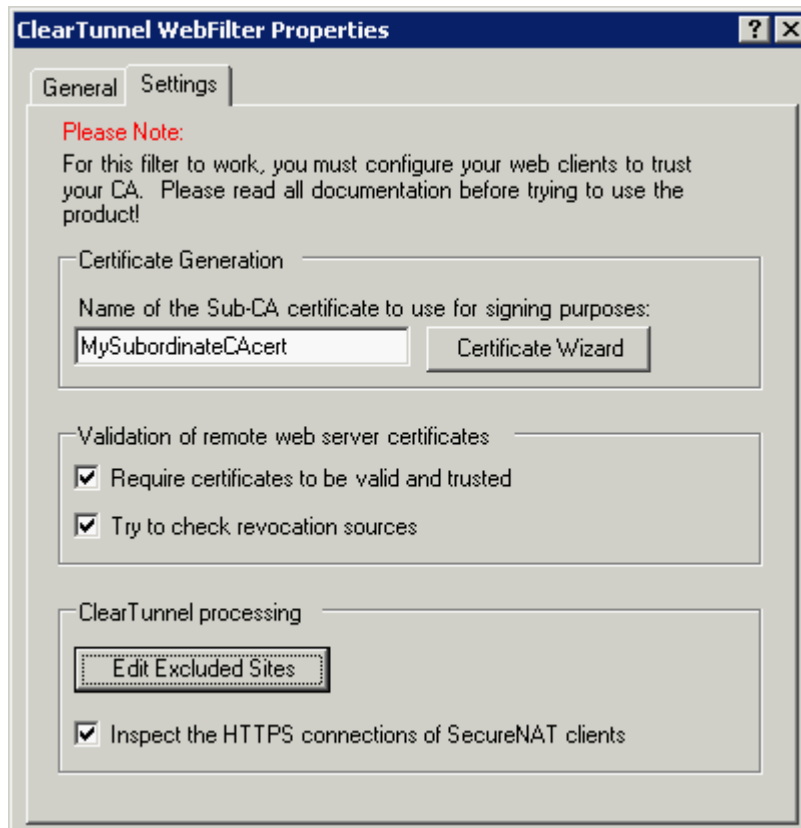 ClearTunnel WebFilter Properties
General Settings
Please Note:
For this filter to work, you must configure your web clients to trust
your CA. Please read all documentation before trying to use the
product!
Certificate Generation
Name of the Sub-CA certificate to use for signing purposes:
MySubordinateCAcert Certificate Wizard
Validation of remote web server certificates
Require certificates to be valid and trusted
Try to check revocation sources
ClearTunnel processing
Edit Excluded Sites
Inspect the HTTPS connections of SecureNAT clients